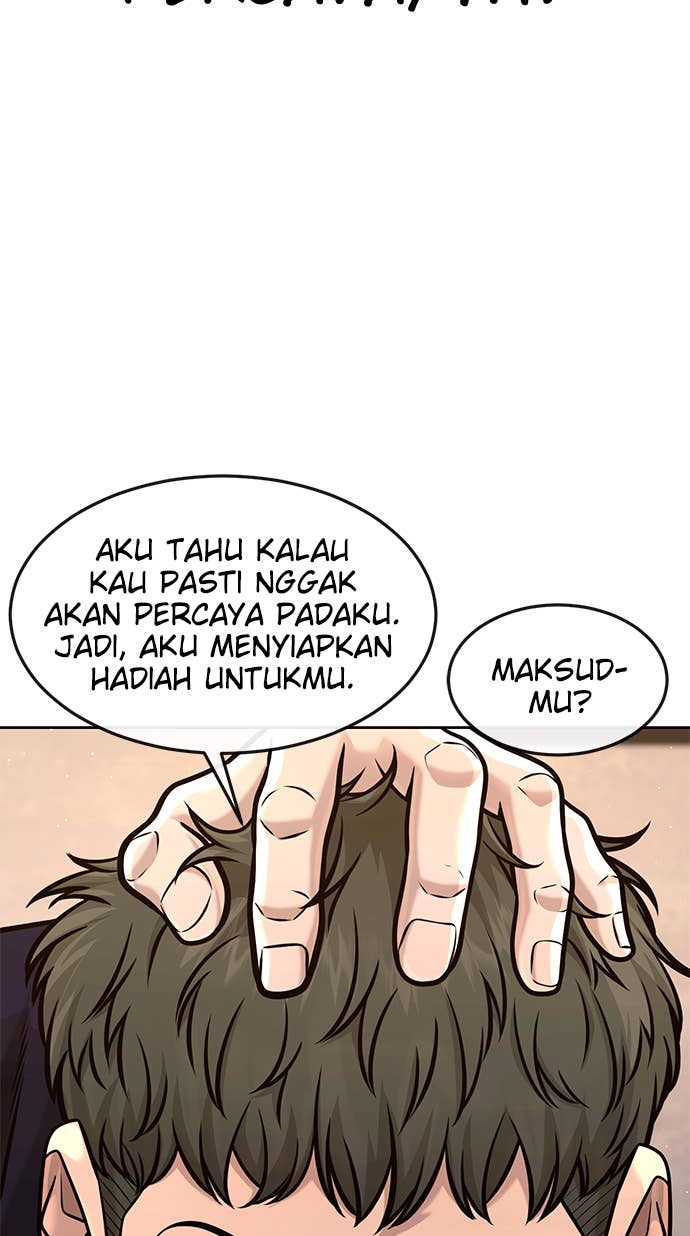 AKU TAHU KALAU
KAU PASTI NGGAK
AKAN PERCAYA PADAKU.
JADI, AKU MENYIAPKAN
HADIAH UNTUKMU.
MAKSUD-
MU?